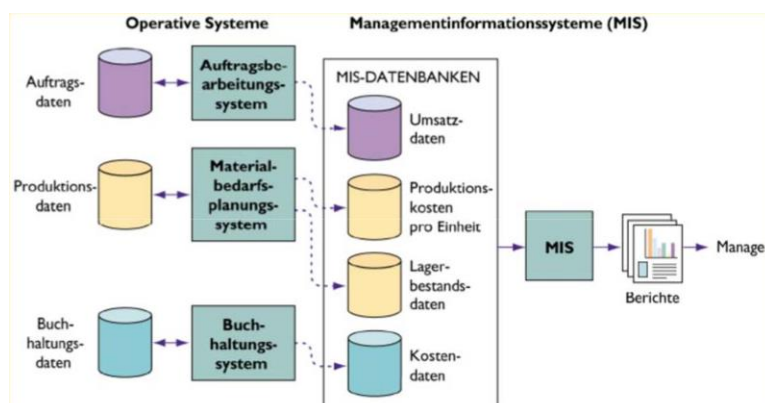 Operative Systeme
Managementinformationssysteme (MIS)
Auftrags-
daten
Auftragsbe-
arbeitungs-
system
Produktions-
daten
Material-
bedarfs-
planungs-
system
Buch-
haltungs-
daten
Buch-
haltungs-
system
MIS-DATENBANKEN
Umsatz-
daten
Produktions-
kosten
pro Einheit
Lager-
bestands-
daten
Kosten-
daten
MIS
Berichte
Manage